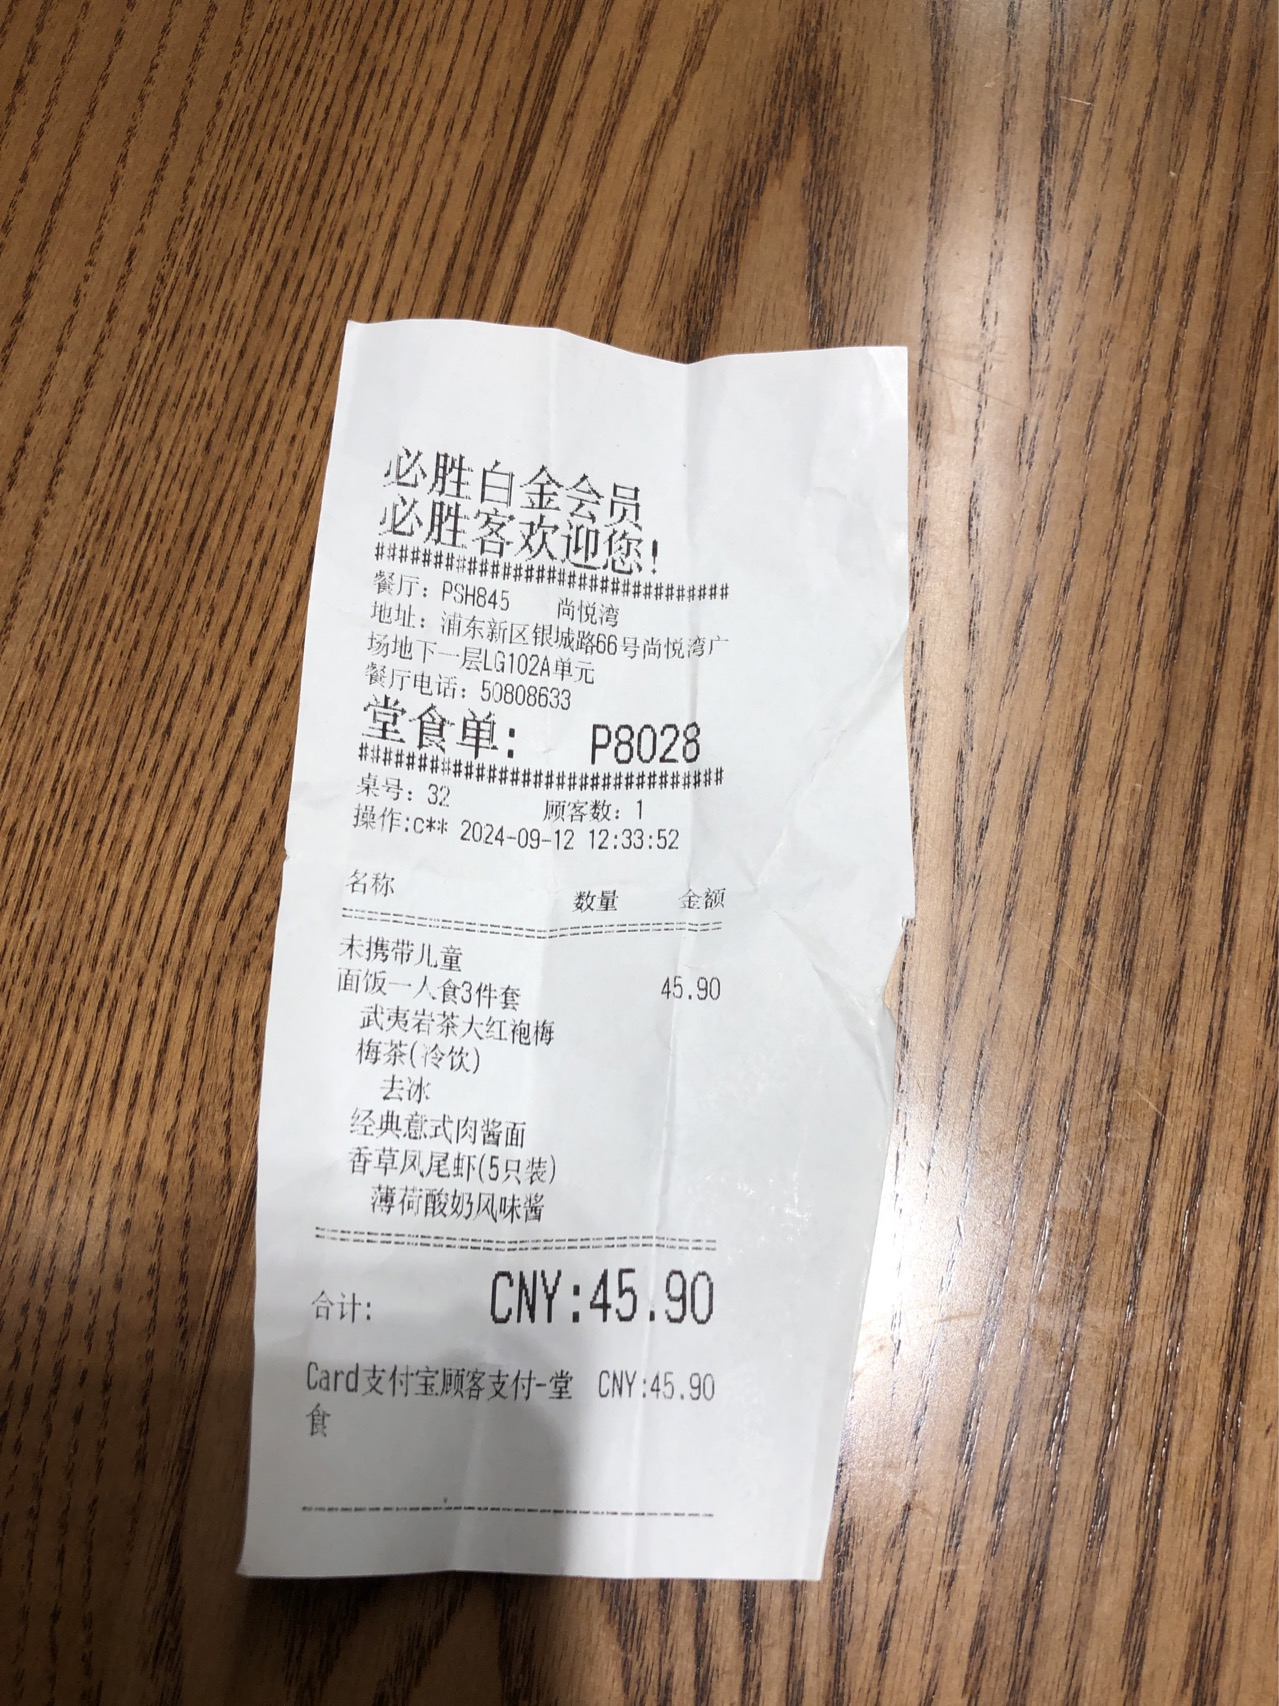 必胜白金会员
必胜客欢迎您!
######################################
餐厅: PSH845 尚悦湾
地址: 浦东新区银城路66号尚悦湾广
场地下一层LG102A单元
餐厅电话: 50808633
堂食单: P8028
######################################
桌号: 32 顾客数: 1
操作:c** 2024-09-12 12:33:52
名称 数量 金额
未携带儿童
面饭一人食3件套 45.90
武夷岩茶大红袍梅
梅茶(冷饮)
去冰
经典意式肉酱面
香草凤尾虾(5只装)
薄荷酸奶风味酱
合计: CNY:45.90
Card支付宝顾客支付-堂 CNY:45.90
食